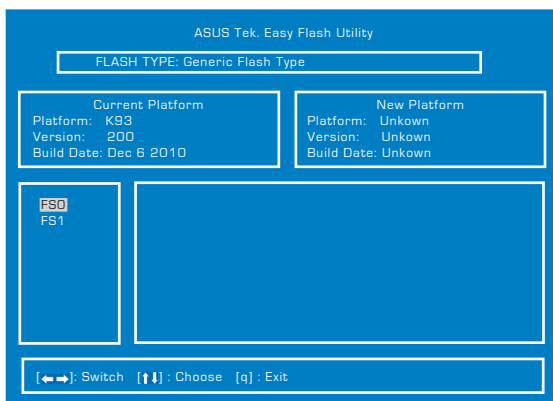 ASUS Tek. Easy Flash Utility
FLASH TYPE: Generic Flash Type
Current Platform
Platform: K93
Version: 200
Build Date: Dec 6 2010
New Platform
Platform: Unkown
Version: Unkown
Build Date: Unkown
FS0
FS1
[←→]: Switch [↑↓] : Choose [q] : Exit